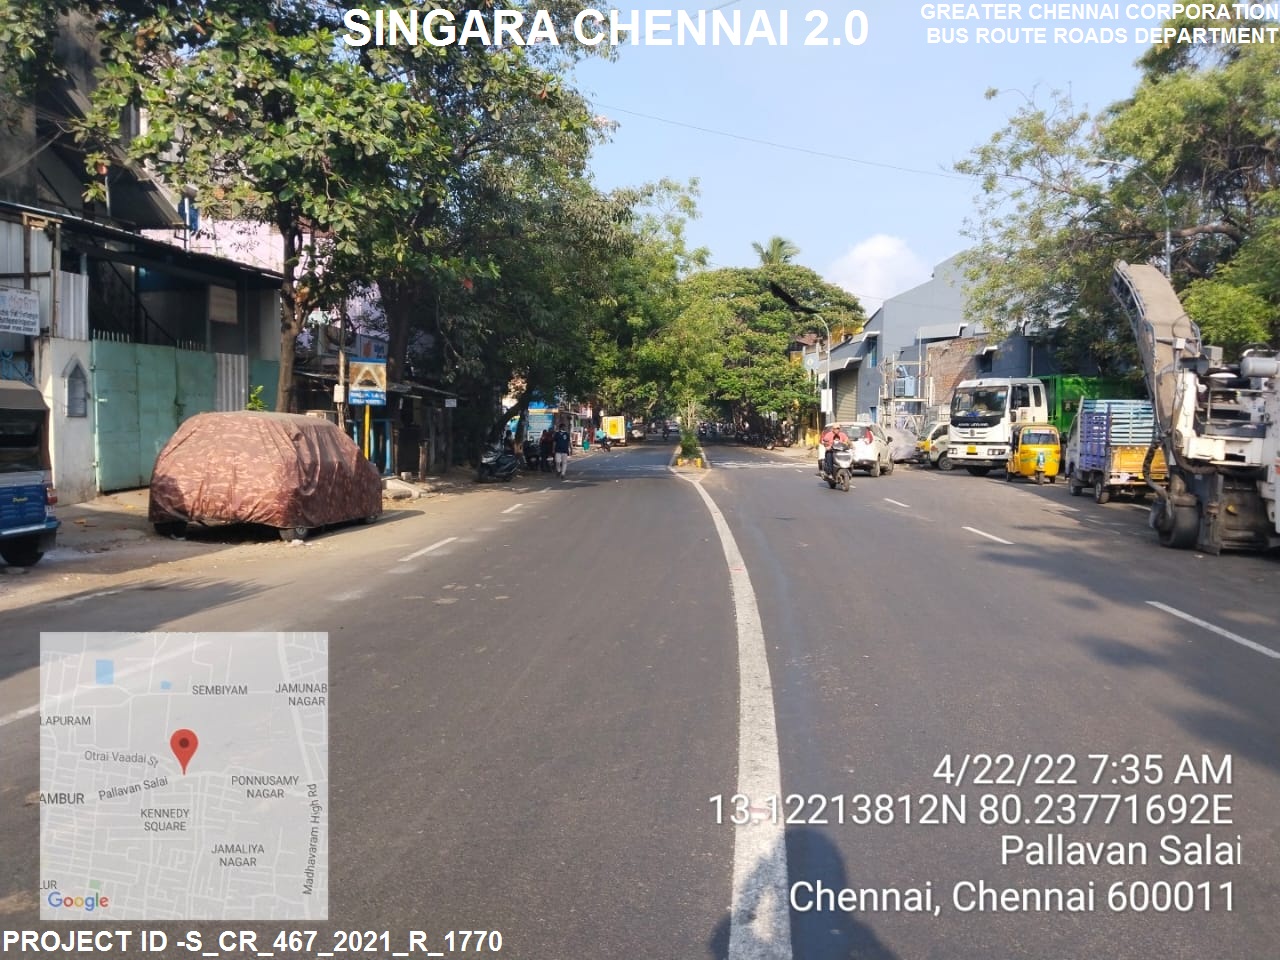 SINGARA CHENNAI 2.0
GREATER CHENNAI CORPORATION
BUS ROUTE ROADS DEPARTMENT
SEMBIYAM
JAMUNAB
NAGAR
LAPURAM
Otrai Vaadai St
Pallavan Salai
PONNUSAMY
NAGAR
AMBUR
KENNEDY
SQUARE
JAMALIYA
NAGAR
Madhavaram High Rd
LUR
Google
4/22/22 7:35 AM
13.12213812N 80.23771692E
Pallavan Salai
Chennai, Chennai 600011
PROJECT ID -S_CR_467_2021_R_1770